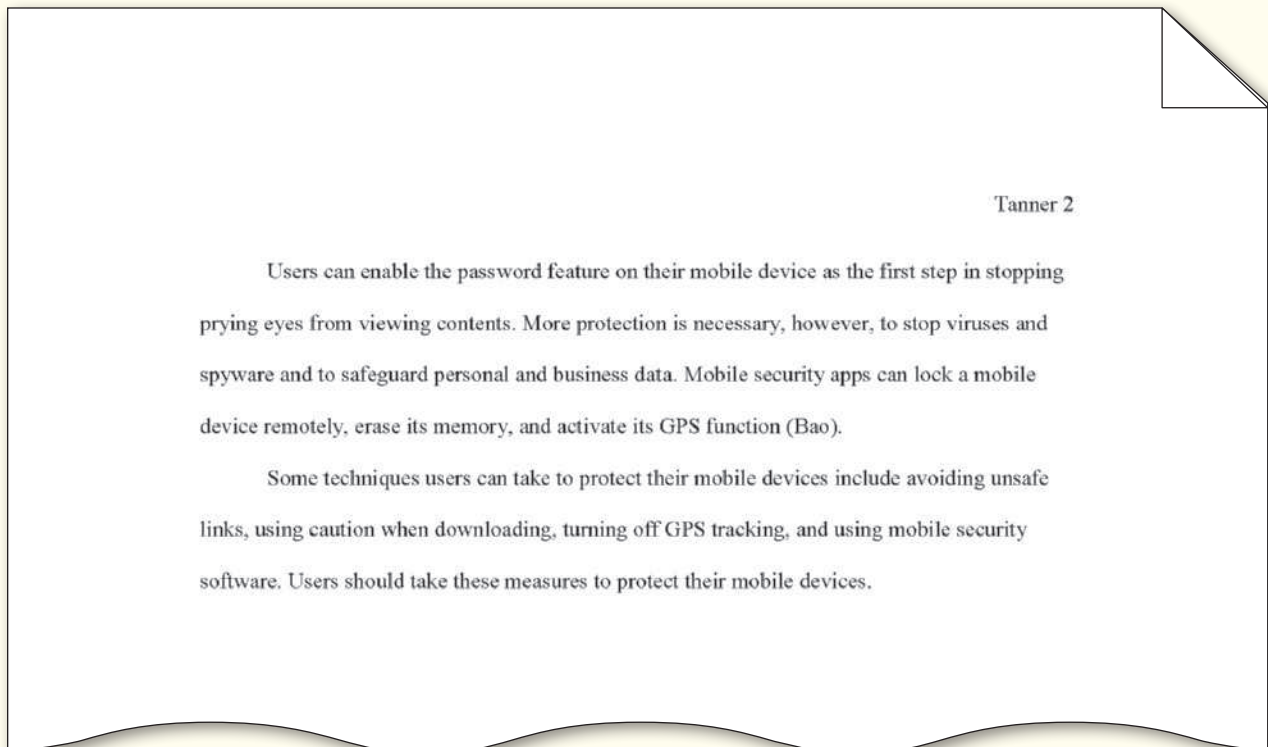 Tanner 2
Users can enable the password feature on their mobile device as the first step in stopping
prying eyes from viewing contents. More protection is necessary, however, to stop viruses and
spyware and to safeguard personal and business data. Mobile security apps can lock a mobile
device remotely, erase its memory, and activate its GPS function (Bao).
Some techniques users can take to protect their mobile devices include avoiding unsafe
links, using caution when downloading, turning off GPS tracking, and using mobile security
software. Users should take these measures to protect their mobile devices.